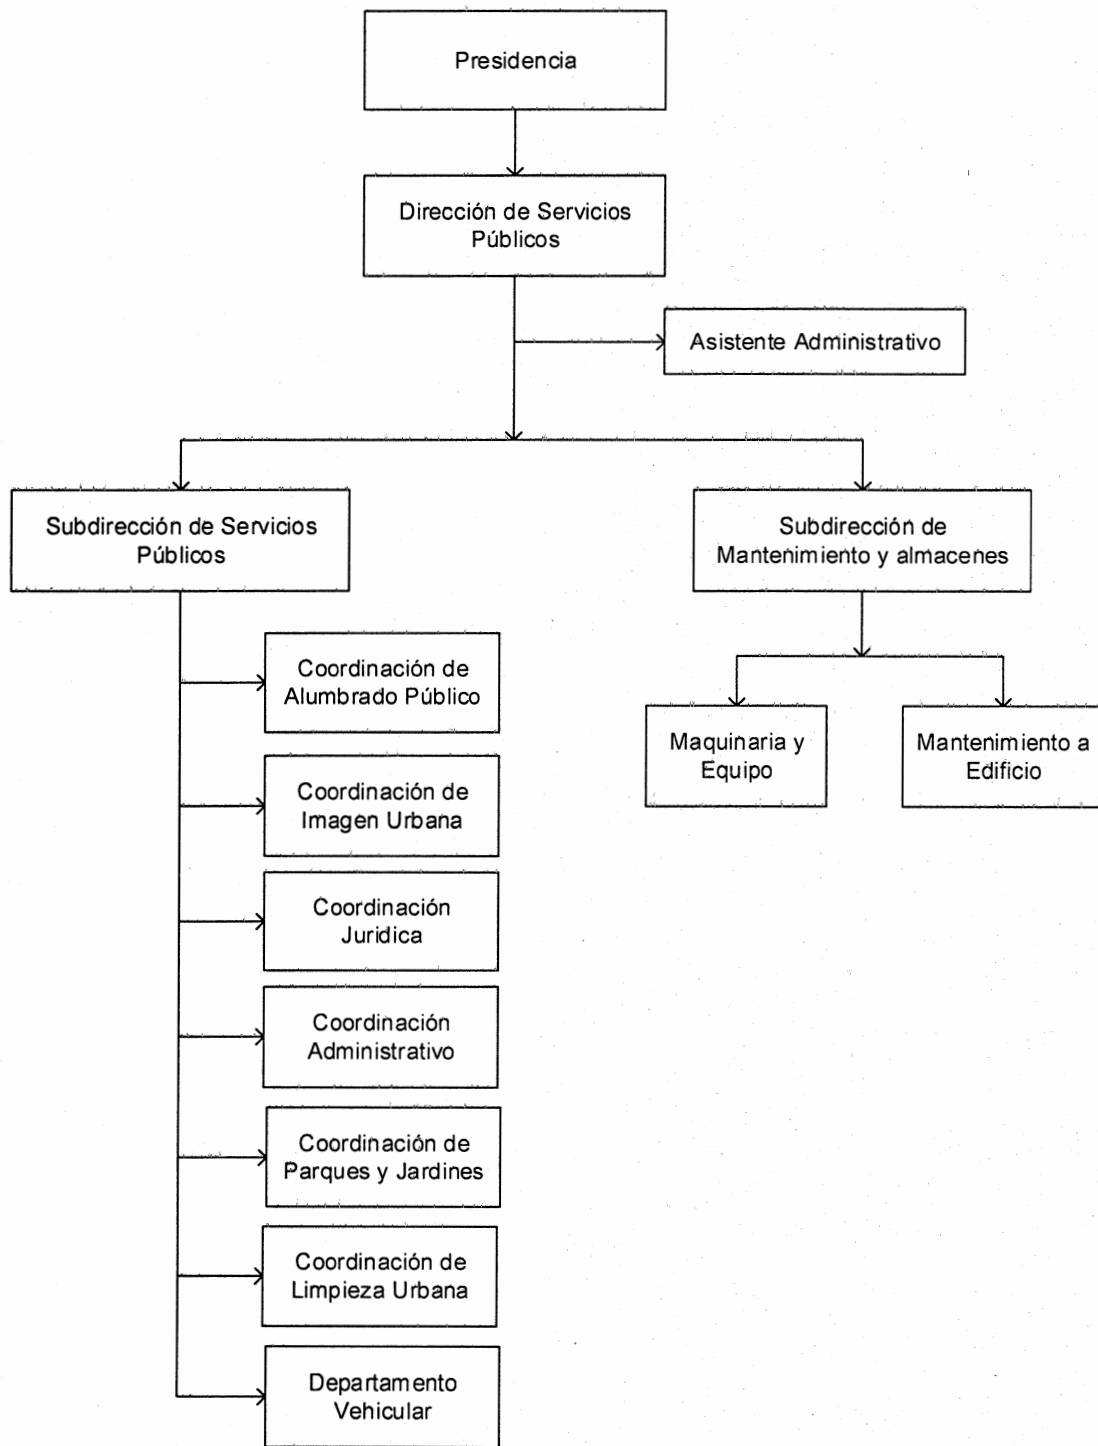 Presidencia
Dirección de Servicios
Públicos
Asistente Administrativo
Subdirección de Servicios
Públicos
Subdirección de
Mantenimiento y almacenes
Coordinación de
Alumbrado Público
Maquinaria y
Equipo
Mantenimiento a
Edificio
Coordinación de
Imagen Urbana
Coordinación
Juridica
Coordinación
Administrativo
Coordinación de
Parques y Jardines
Coordinación de
Limpieza Urbana
Departamento
Vehicular